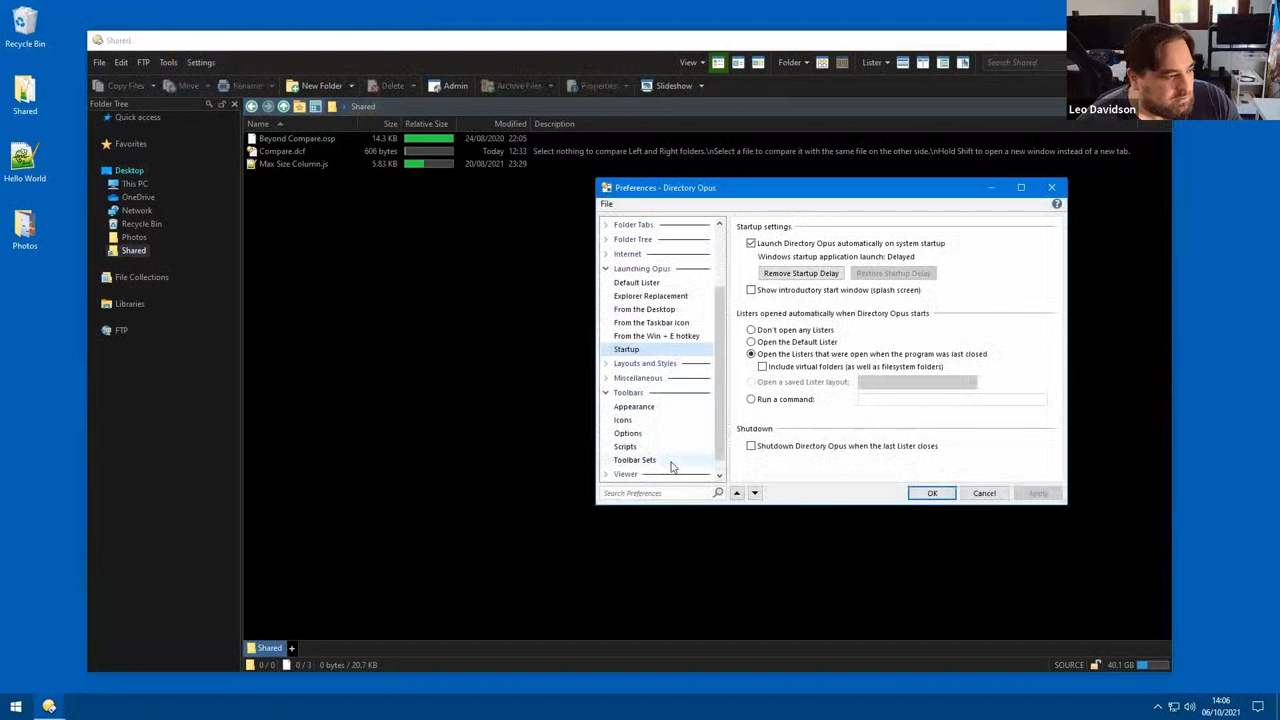 Recycle Bin
Shared
Hello World
Photos
Shared
File Edit FTP Tools Settings
View Folder Lister Search Shared
Copy Files Move Rename New Folder Delete Admin Archive Files Properties Slideshow
Folder Tree
Shared
Name Size Relative Size Modified Description
Quick access
Favorites
Desktop
This PC
OneDrive
Network
Recycle Bin
Photos
Shared
File Collections
Libraries
FTP
Beyond Compare.osp 14.3 KB 24/08/2020 22:05
Compare.dcf 606 bytes Today 12:33 Select nothing to compare Left and Right folders.\nSelect a file to compare it with the same file on the other side.\nHold Shift to open a new window instead of a new tab.
Max Size Column.js 5.83 KB 20/08/2021 23:29
Leo Davidson
Preferences - Directory Opus
File
Folder Tabs
Folder Tree
Internet
Launching Opus
Default Lister
Explorer Replacement
From the Desktop
From the Taskbar icon
From the Win + E hotkey
Startup
Layouts and Styles
Miscellaneous
Toolbars
Appearance
Icons
Options
Scripts
Toolbar Sets
Viewer
Search Preferences
Startup settings
Launch Directory Opus automatically on system startup
Windows startup application launch: Delayed
Remove Startup Delay Restore Startup Delay
Show introductory start window (splash screen)
Listers opened automatically when Directory Opus starts
Don't open any Listers
Open the Default Lister
Open the Listers that were open when the program was last closed
Include virtual folders (as well as filesystem folders)
Open a saved Lister layout:
Run a command:
Shutdown
Shutdown Directory Opus when the last Lister closes
OK Cancel Apply
Shared +
0 / 0 0 / 3 0 bytes / 20.7 KB SOURCE 40.1 GB
14:06
06/10/2021